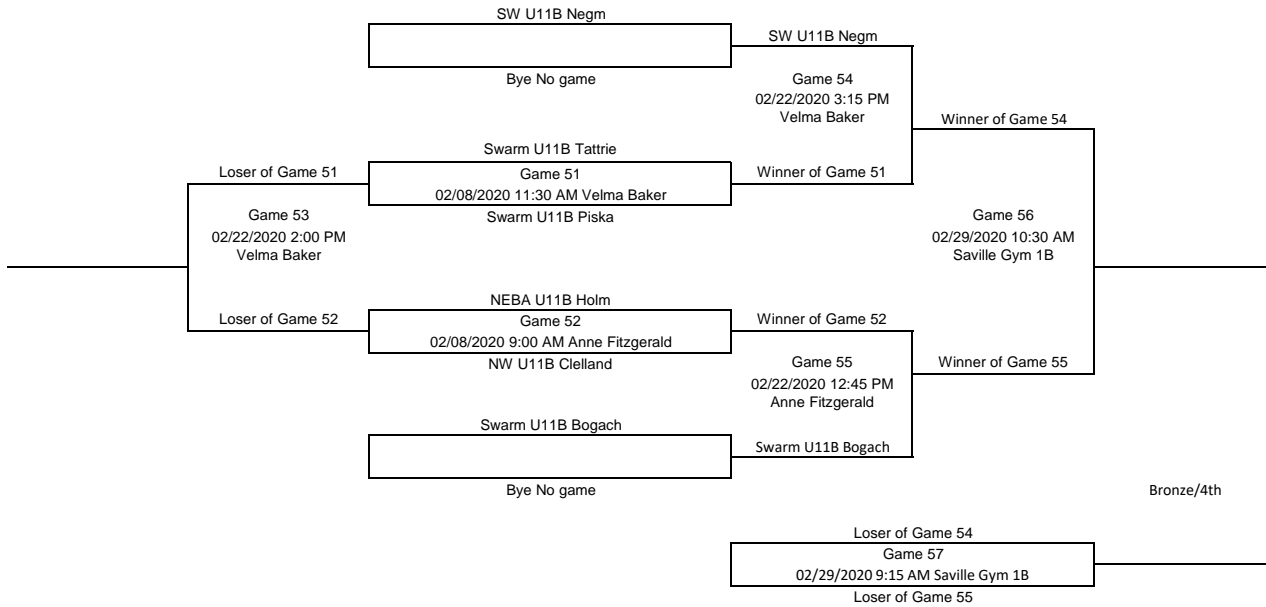 SW U11B Negm
SW U11B Negm
Bye No game
Game 54
02/22/2020 3:15 PM
Velma Baker
Winner of Game 54
Swarm U11B Tattrie
Loser of Game 51
Game 51
Winner of Game 51
02/08/2020 11:30 AM Velma Baker
Game 53
Swarm U11B Piska
Game 56
02/22/2020 2:00 PM
02/29/2020 10:30 AM
Velma Baker
Saville Gym 1B
NEBA U11B Holm
Loser of Game 52
Game 52
Winner of Game 52
02/08/2020 9:00 AM Anne Fitzgerald
NW U11B Clelland
Game 55
Winner of Game 55
02/22/2020 12:45 PM
Anne Fitzgerald
Swarm U11B Bogach
Swarm U11B Bogach
Bye No game
Bronze/4th
Loser of Game 54
Game 57
02/29/2020 9:15 AM Saville Gym 1B
Loser of Game 55